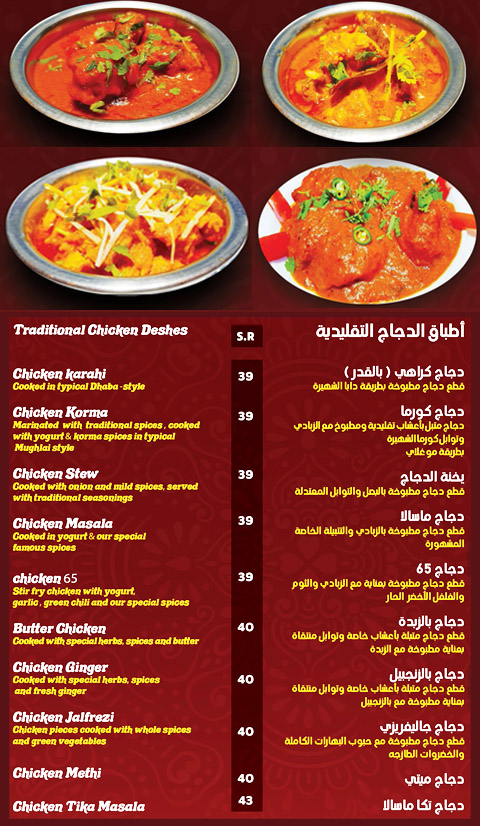 Traditional Chicken Deshes
S.R
أطباق الدجاج التقليدية
Chicken karahi
Cooked in typical Dhaba-style
39
دجاج كراهي ( بالقدر )
قطع دجاج مطبوخة بطريقة دابا الشهيرة
Chicken Korma
Marinated with traditional spices , cooked
with yogurt & korma spices in typical
Mughlai style
39
دجاج كورما
دجاج متبل بأعشاب تقليدية ومطبوخ مع الزبادي
وتوابل كورما الشهيرة
بطريقة موغلاي
Chicken Stew
Cooked with onion and mild spices, served
with traditional seasonings
39
يخنة الدجاج
قطع دجاج مطبوخة بالبصل والتوابل المعتدلة
Chicken Masala
Cooked in yogurt & our special
famous spices
39
دجاج ماسالا
قطع دجاج مطبوخة بالزبادي والتتبيلة الخاصة
المشهورة
chicken 65
Stir fry chicken with yogurt,
garlic , green chili and our special spices
39
دجاج 65
قطع دجاج مطبوخة بعناية مع الزبادي والثوم
والفلفل الأخضر الحار
Butter Chicken
Cooked with special herbs, spices and butter
40
دجاج بالزبدة
قطع دجاج متبلة بأعشاب خاصة وتوابل منتقاة
بعناية مطبوخة مع الزبدة
Chicken Ginger
Cooked with special herbs, spices
and fresh ginger
40
دجاج بالزنجبيل
قطع دجاج متبلة بأعشاب خاصة وتوابل منتقاة
بعناية مطبوخة مع بالزنجبيل
Chicken Jalfrezi
Chicken pieces cooked with whole spices
and green vegetables
40
دجاج جاليفريزي
قطع دجاج مطبوخة مع حبوب البهارات الكاملة
والخضروات الطازجه
Chicken Methi
40
دجاج ميتي
Chicken Tika Masala
43
دجاج تكا ماسالا